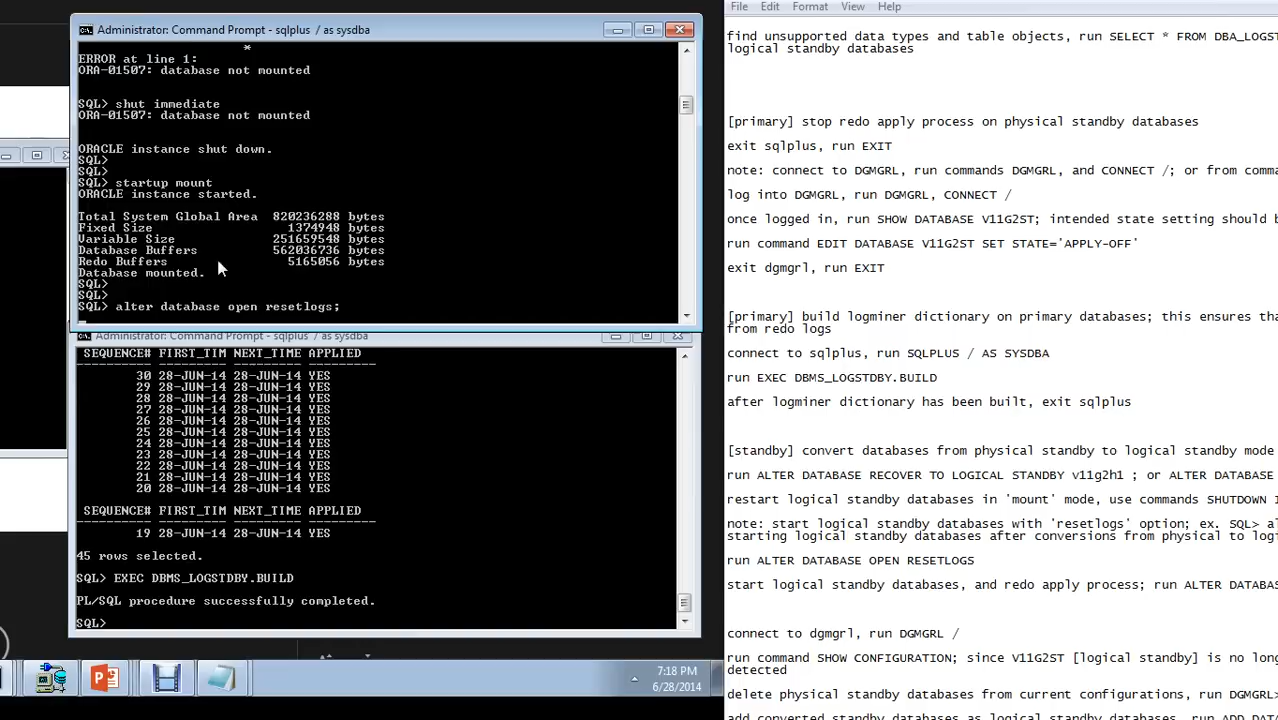 Administrator: Command Prompt - sqlplus / as sysdba
*
ERROR at line 1:
ORA-01507: database not mounted
SQL> shut immediate
ORA-01507: database not mounted
ORACLE instance shut down.
SQL>
SQL>
SQL> startup mount
ORACLE instance started.
Total System Global Area 820236288 bytes
Fixed Size 1374948 bytes
Variable Size 251659548 bytes
Database Buffers 562036736 bytes
Redo Buffers 5165056 bytes
Database mounted.
SQL>
SQL>
SQL> alter database open resetlogs;
Administrator: Command Prompt - sqlplus / as sysdba
SEQUENCE# FIRST_TIM NEXT_TIME APPLIED
---------- --------- --------- ---------
30 28-JUN-14 28-JUN-14 YES
29 28-JUN-14 28-JUN-14 YES
28 28-JUN-14 28-JUN-14 YES
27 28-JUN-14 28-JUN-14 YES
26 28-JUN-14 28-JUN-14 YES
25 28-JUN-14 28-JUN-14 YES
24 28-JUN-14 28-JUN-14 YES
23 28-JUN-14 28-JUN-14 YES
22 28-JUN-14 28-JUN-14 YES
21 28-JUN-14 28-JUN-14 YES
20 28-JUN-14 28-JUN-14 YES
SEQUENCE# FIRST_TIM NEXT_TIME APPLIED
---------- --------- --------- ---------
19 28-JUN-14 28-JUN-14 YES
45 rows selected.
SQL> EXEC DBMS_LOGSTDBY.BUILD
PL/SQL procedure successfully completed.
SQL>
7:18 PM
6/28/2014
File Edit Format View Help
find unsupported data types and table objects, run SELECT * FROM DBA_LOGST
logical standby databases
[primary] stop redo apply process on physical standby databases
exit sqlplus, run EXIT
note: connect to DGMGRL, run commands DGMGRL, and CONNECT /; or from comma
log into DGMGRL, run DGMGRL, CONNECT /
once logged in, run SHOW DATABASE V11G2ST; intended state setting should b
run command EDIT DATABASE V11G2ST SET STATE='APPLY-OFF'
exit dgmgrl, run EXIT
[primary] build logminer dictionary on primary databases; this ensures tha
from redo logs
connect to sqlplus, run SQLPLUS / AS SYSDBA
run EXEC DBMS_LOGSTDBY.BUILD
after logminer dictionary has been built, exit sqlplus
[standby] convert databases from physical standby to logical standby mode
run ALTER DATABASE RECOVER TO LOGICAL STANDBY v11g2h1 ; or ALTER DATABASE
restart logical standby databases in 'mount' mode, use commands SHUTDOWN I
note: start logical standby databases with 'resetlogs' option; ex. SQL> al
starting logical standby databases after conversions from physical to logi
run ALTER DATABASE OPEN RESETLOGS
start logical standby databases, and redo apply process; run ALTER DATABAS
connect to dgmgrl, run DGMGRL /
run command SHOW CONFIGURATION; since v11G2ST [logical standby] is no long
detected
delete physical standby databases from current configurations, run DGMGRL>
add converted standby databases as logical standby databases, run ADD DATA